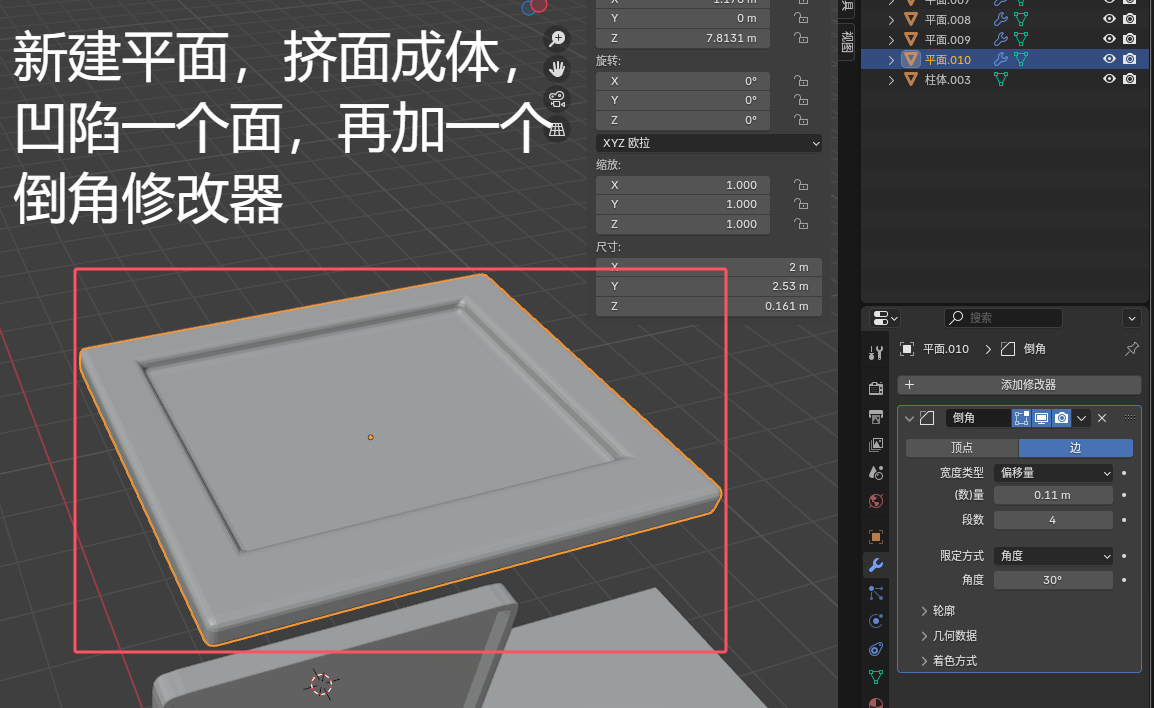 新建平面，挤面成体，
凹陷一个面，再加一个
倒角修改器
X 1.176 m
Y 0 m
Z 7.8131 m
旋转:
X 0°
Y 0°
Z 0°
XYZ 欧拉
缩放:
X 1.000
Y 1.000
Z 1.000
尺寸:
X 2 m
Y 2.53 m
Z 0.161 m
视图
平面.007
平面.008
平面.009
平面.010
柱体.003
搜索
平面.010 倒角
添加修改器
倒角
顶点 边
宽度类型 偏移量
(数)量 0.11 m
段数 4
限定方式 角度
角度 30°
轮廓
几何数据
着色方式